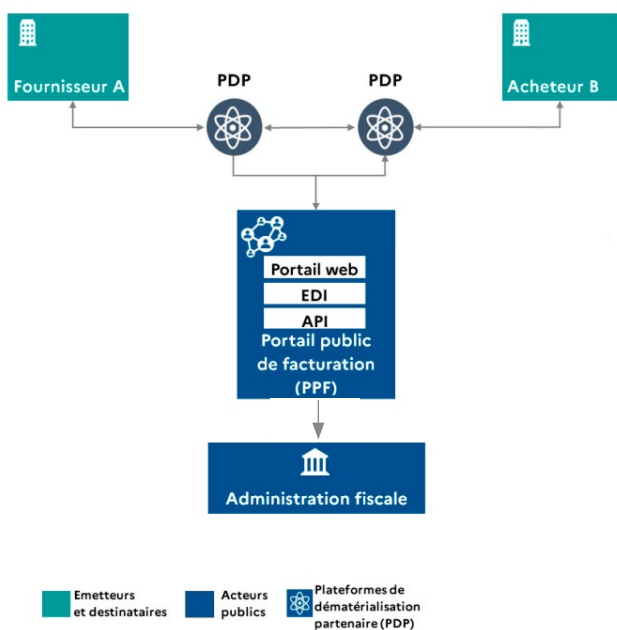 Fournisseur A
Acheteur B
PDP
PDP
Portail web
EDI
API
Portail public
de facturation
(PPF)
Administration fiscale
Emetteurs
et destinataires
Acteurs
publics
Plateformes de
dématérialisation
partenaire (PDP)